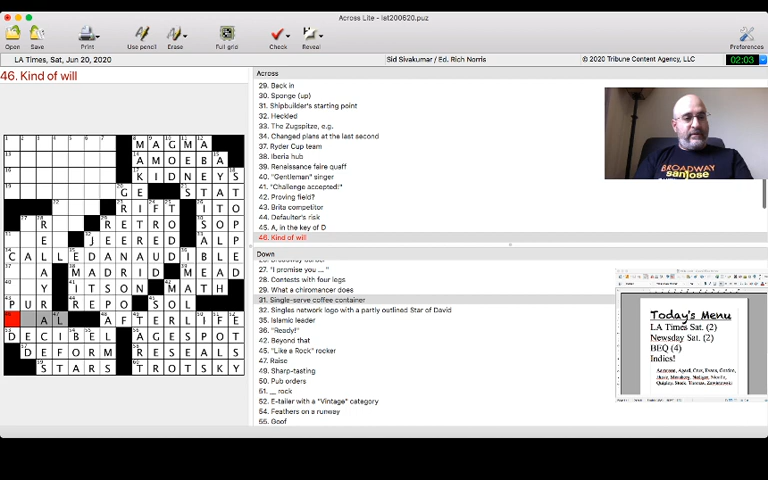 Across Lite - lat200620.puz
Open
Save
Print
Use pencil
Erase
Full grid
Check
Reveal
Preferences
LA Times, Sat, Jun 20, 2020
Sid Sivakumar / Ed. Rich Norris
© 2020 Tribune Content Agency, LLC
02:03
46. Kind of will
Across
29. Beck in
30. Sponge (up)
31. Shipbuilder's starting point
32. Heckled
33. The Zugspitze, e.g.
34. Changed plans at the last second
37. Ryder Cup team
38. Iberia hub
39. Renaissance faire quaff
40. "Gentleman" singer
41. "Challenge accepted!"
42. Proving field?
43. Brita competitor
44. Defaulter's risk
45. A, in the key of D
46. Kind of will
Down
27. "I promise you ... "
28. Contests with four legs
29. What a chiromancer does
31. Single-serve coffee container
32. Singles network logo with a partly outlined Star of David
35. Islamic leader
36. "Ready!"
42. Beyond that
45. "Like a Rock" rocker
47. Raise
49. Sharp-tasting
50. Pub orders
51. __ rock
52. E-tailer with a "Vintage" category
54. Feathers on a runway
55. Goof
MAGMA
AMOEBA
KIDNEYS
GE STAT
RIFT ITO
R RETRO SOP
E JEERED ALP
CALLEDANAUDIBLE
A MADRID MEAD
Y ITSON MATH
PUR REPO SOL
AL AFTERLIFE
DECIBEL AGESPOT
DEFORM RESEALS
STARS TROTSKY
BROADWAY
sanJose
Today's Menu
LA Times Sat. (2)
Newsday Sat. (2)
BEQ (4)
Indies!